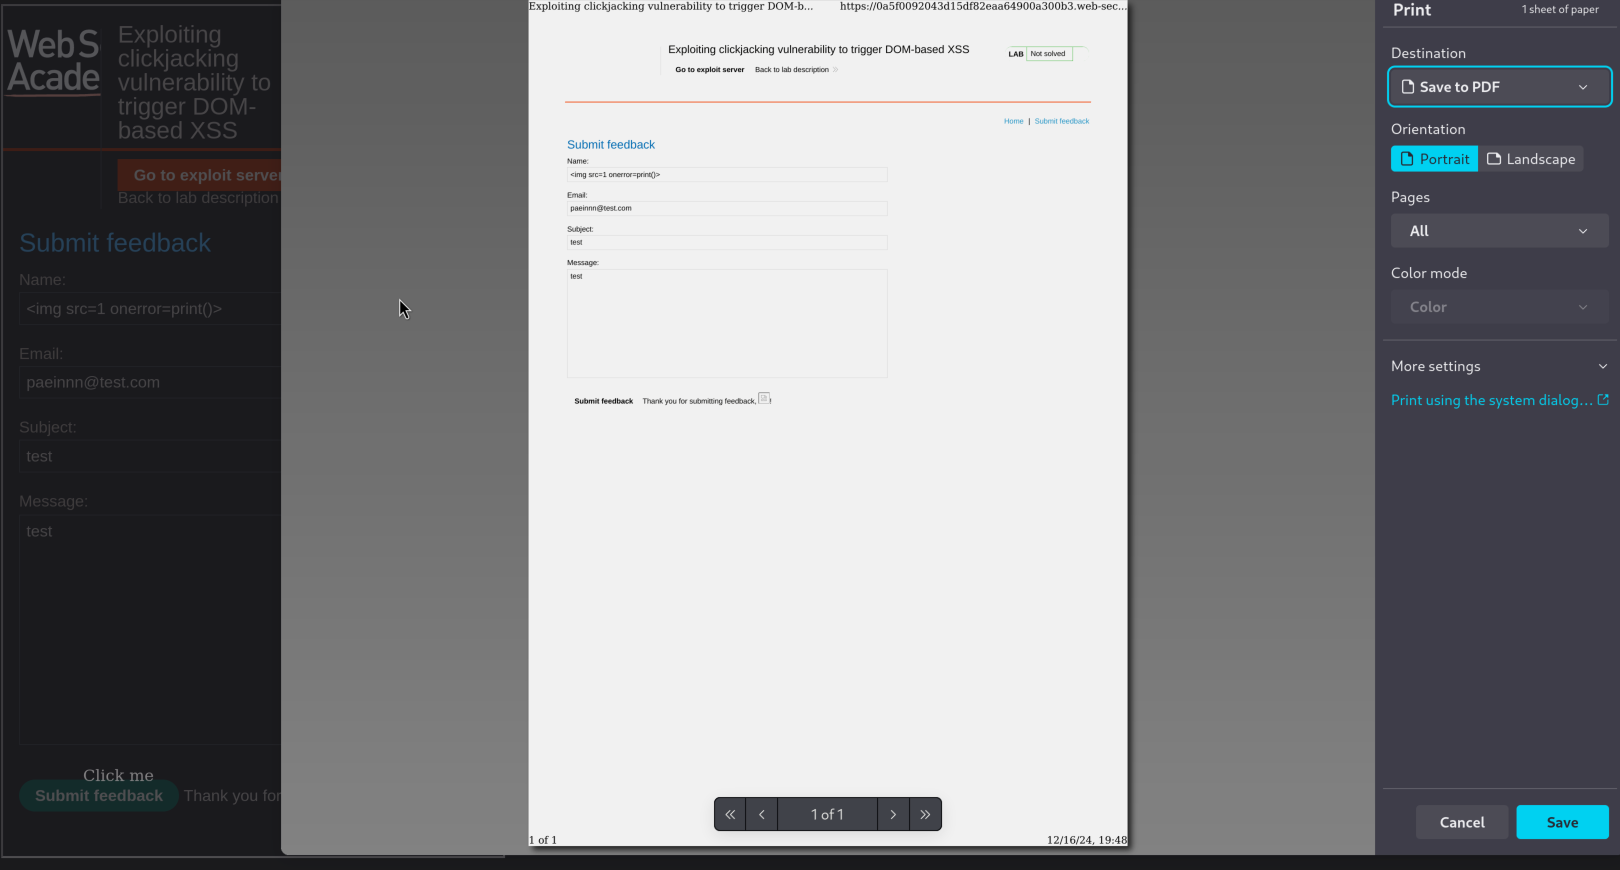 Web S
Acade
Exploiting
clickjacking
vulnerability to
trigger DOM-
based XSS
Go to exploit server
Back to lab description
Submit feedback
Name:
<img src=1 onerror=print()>
Email:
paeinnn@test.com
Subject:
test
Message:
test
Click me
Submit feedback Thank you for
Exploiting clickjacking vulnerability to trigger DOM-b... https://0a5f0092043d15df82eaa64900a300b3.web-sec...
Exploiting clickjacking vulnerability to trigger DOM-based XSS
LAB Not solved
Go to exploit server Back to lab description »
Home | Submit feedback
Submit feedback
Name:
<img src=1 onerror=print()>
Email:
paeinnn@test.com
Subject:
test
Message:
test
Submit feedback Thank you for submitting feedback, !
« ‹ 1 of 1 › »
1 of 1 12/16/24, 19:48
Print 1 sheet of paper
Destination
Save to PDF
Orientation
Portrait Landscape
Pages
All
Color mode
Color
More settings
Print using the system dialog...
Cancel Save